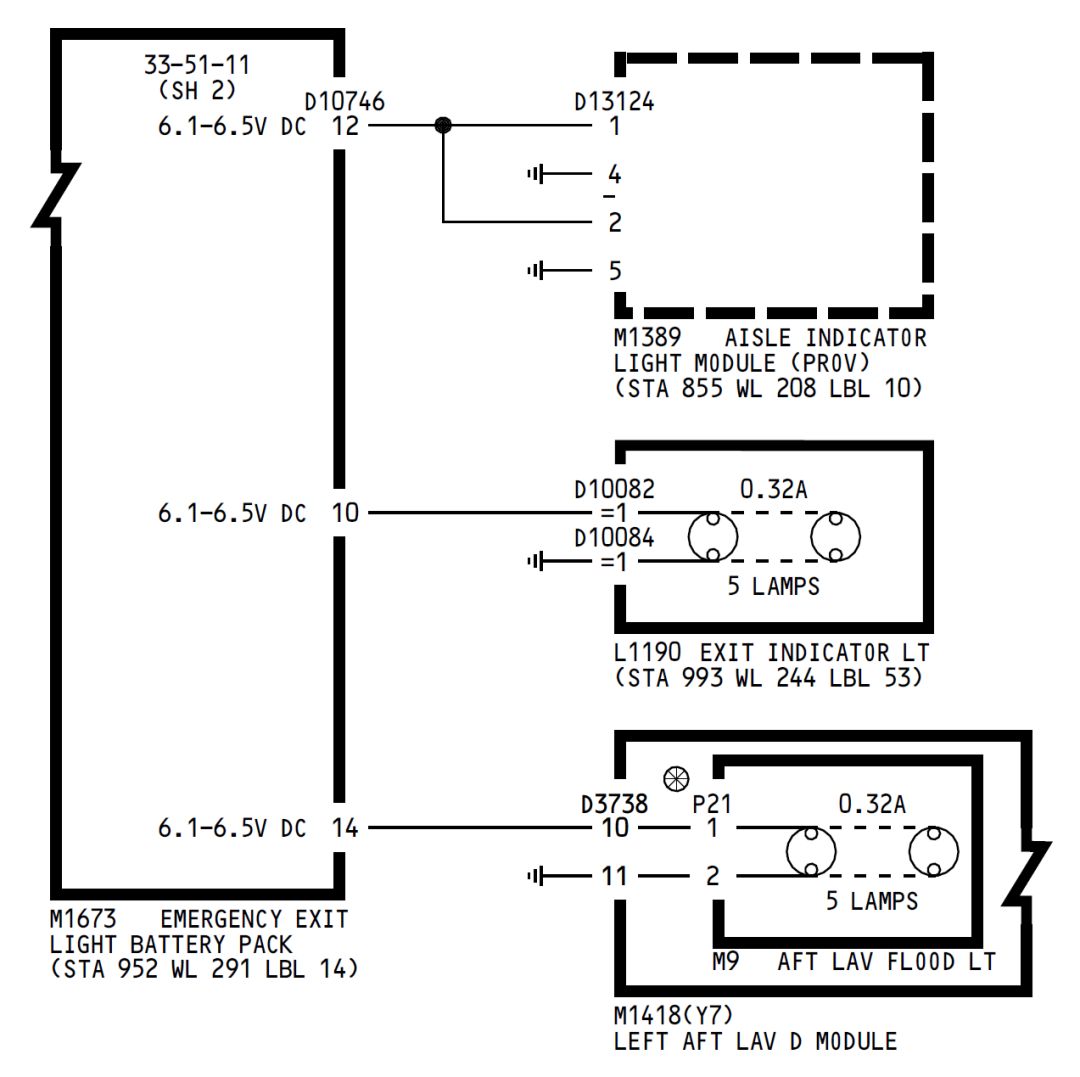 33-51-11
(SH 2)
D10746
6.1-6.5V DC 12
D13124
1
4
-
2
5
M1389 AISLE INDICATOR
LIGHT MODULE (PROV)
(STA 855 WL 208 LBL 10)
6.1-6.5V DC 10
D10082
=1
D10084
=1
0.32A
5 LAMPS
L1190 EXIT INDICATOR LT
(STA 993 WL 244 LBL 53)
6.1-6.5V DC 14
D3738
10
11
P21
1
2
0.32A
5 LAMPS
M9 AFT LAV FLOOD LT
M1673 EMERGENCY EXIT
LIGHT BATTERY PACK
(STA 952 WL 291 LBL 14)
M1418(Y7)
LEFT AFT LAV D MODULE